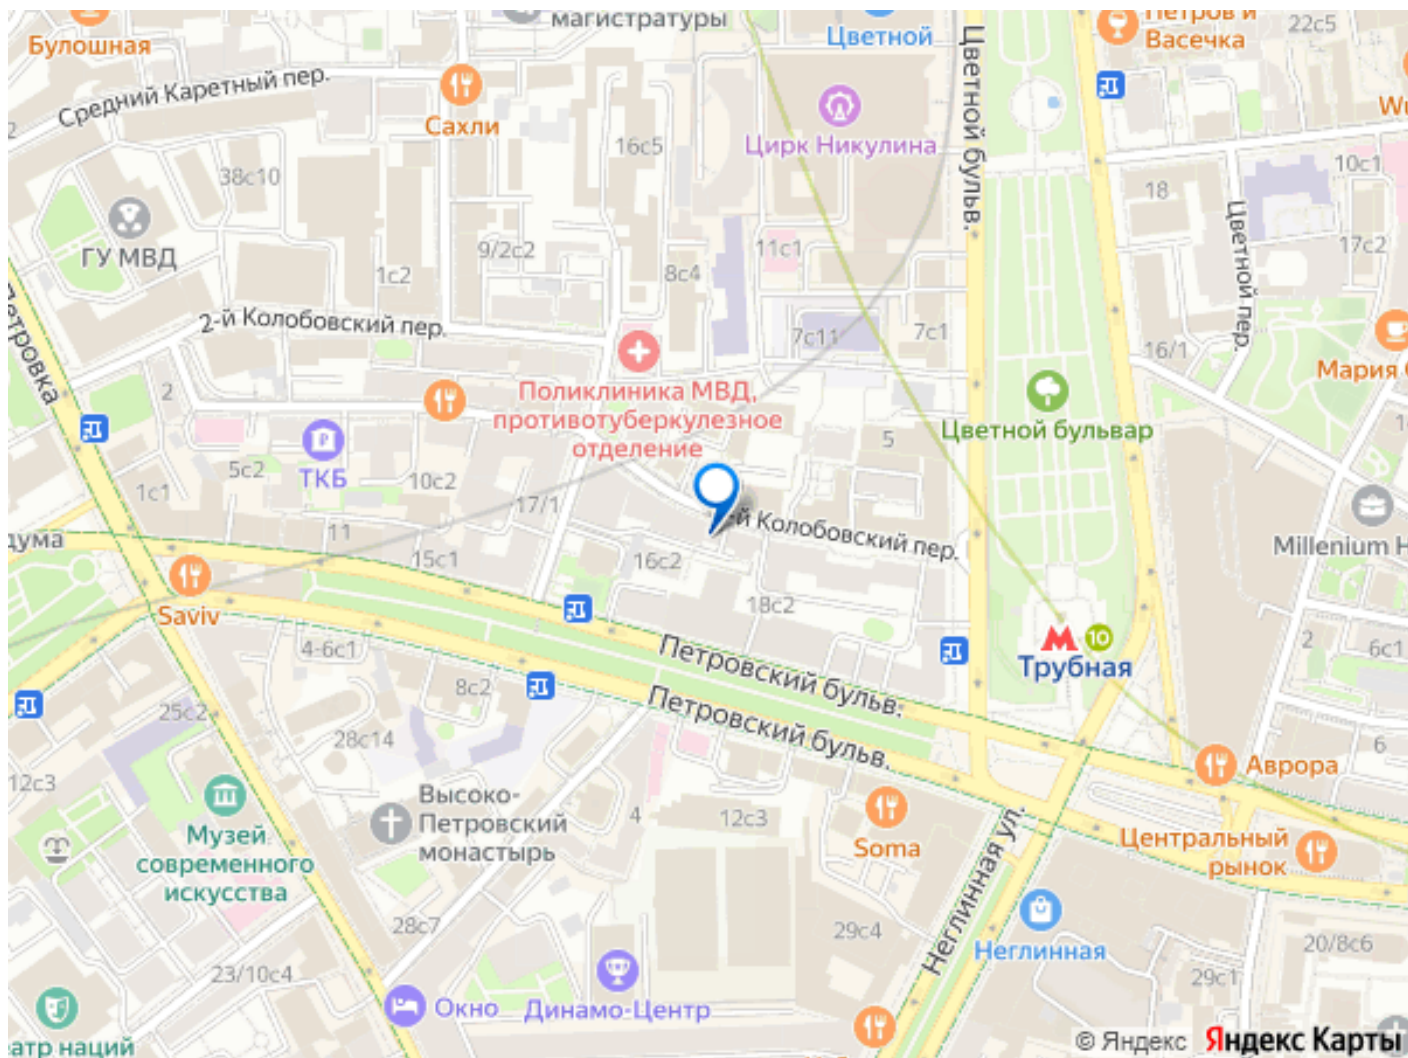 магистратуры
Петров и
Васечка
22с5
Булошная
Цветной
Средний Каретный пер.
Сахли
Цирк Никулина
Цветной бульв.
16с5
38с10
10с1
18
ГУ МВД
9/2с2
11с1
17с2
1с2
8с4
Цветной пер.
2-й Колобовский пер.
7с11
7с1
16/1
Петровка
Поликлиника МВД,
противотуберкулезное
отделение
Мария
2
5
Цветной бульвар
ТКБ
5с2
10с2
1с1
17/1
11
15с1
16с2
-й Колобовский пер.
Millenium H
Saviv
18с2
4-6с1
Петровский бульв.
М
10
Трубная
2
6с1
8с2
Петровский бульв.
25с2
28с14
6
12с3
Аврора
Высоко-
Петровский
монастырь
4
12с3
Музей
современного
искусства
Soma
Неглинная ул.
Центральный
рынок
28с7
29с4
Неглинная
20/8с6
23/10с4
29с1
Окно
Динамо-Центр
атр наций
© Яндекс Яндекс Карты